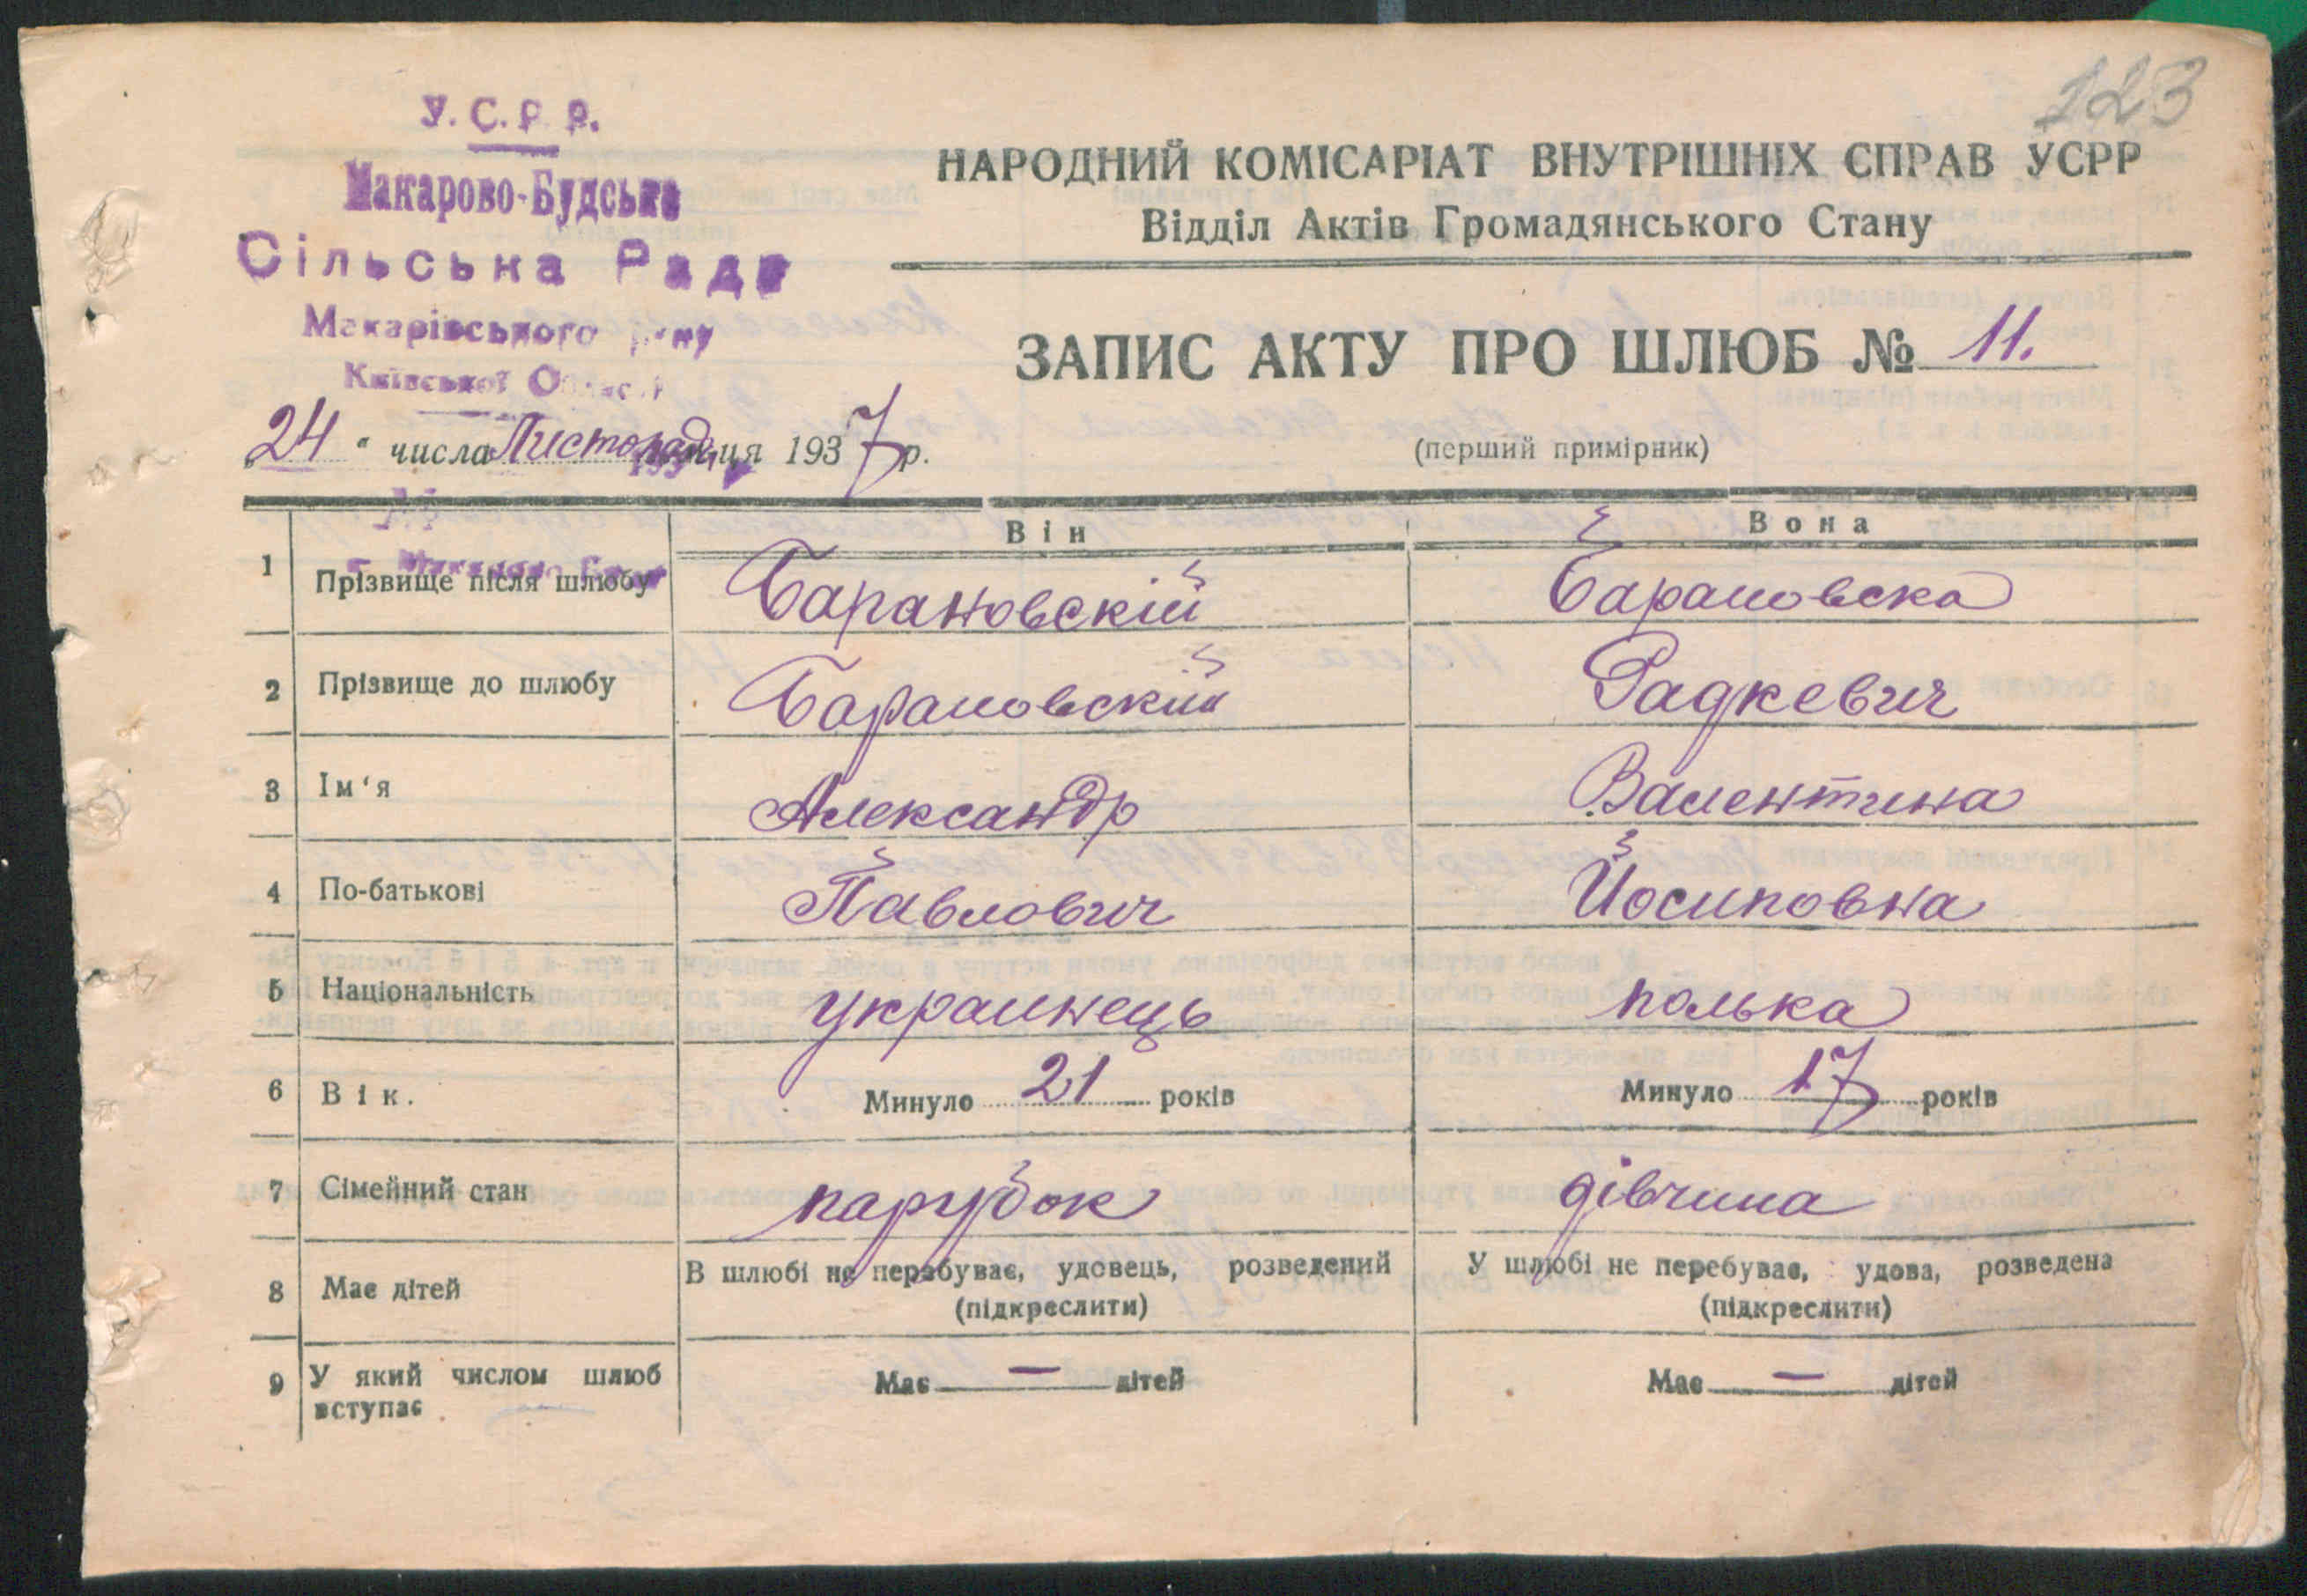 123
У.С.Р.Р.
Макарово-Будська
Сільська Рада
Макарівського р-ну
Київської Області
НАРОДНИЙ КОМІСАРІАТ ВНУТРІШНІХ СПРАВ УСРР
Відділ Актів Громадянського Стану
ЗАПИС АКТУ ПРО ШЛЮБ № 11.
(перший примірник)
„24" числа Листопада місяця 1937 р.
Він Вона
1 Прізвище після шлюбу Барановскій Барановска
2 Прізвище до шлюбу Барановский Радкевич
3 Ім'я Александр Валентина
4 По-батькові Павлович Йосиповна
5 Національність украинець полька
6 Вік. Минуло 21 років Минуло 17 років
7 Сімейний стан парубок дівчина
8 Має дітей В шлюбі не перебуває, удовець, розведений У шлюбі не перебуває, удова, розведена
(підкреслити) (підкреслити)
9 У який числом шлюб Має — дітей Має — дітей
вступає